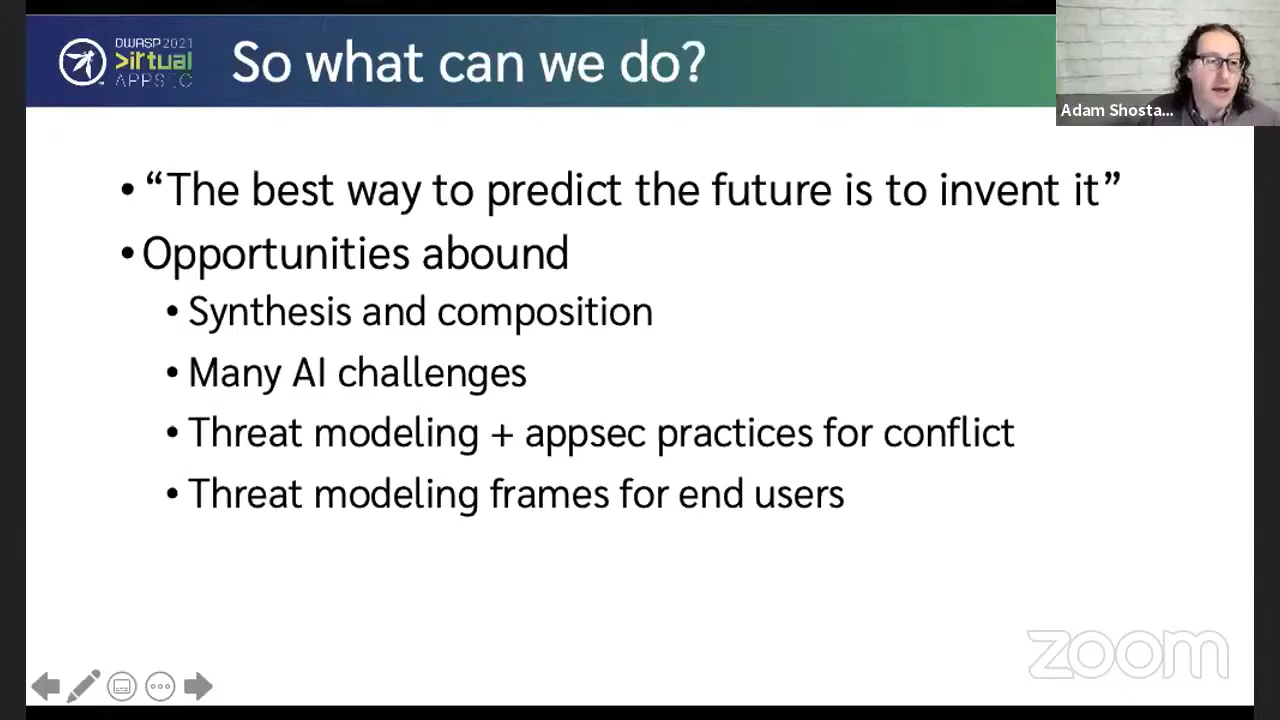 OWASP 2021
>irtual
APPSEC
So what can we do?
Adam Shosta...
• “The best way to predict the future is to invent it”
• Opportunities abound
• Synthesis and composition
• Many AI challenges
• Threat modeling + appsec practices for conflict
• Threat modeling frames for end users
zoom